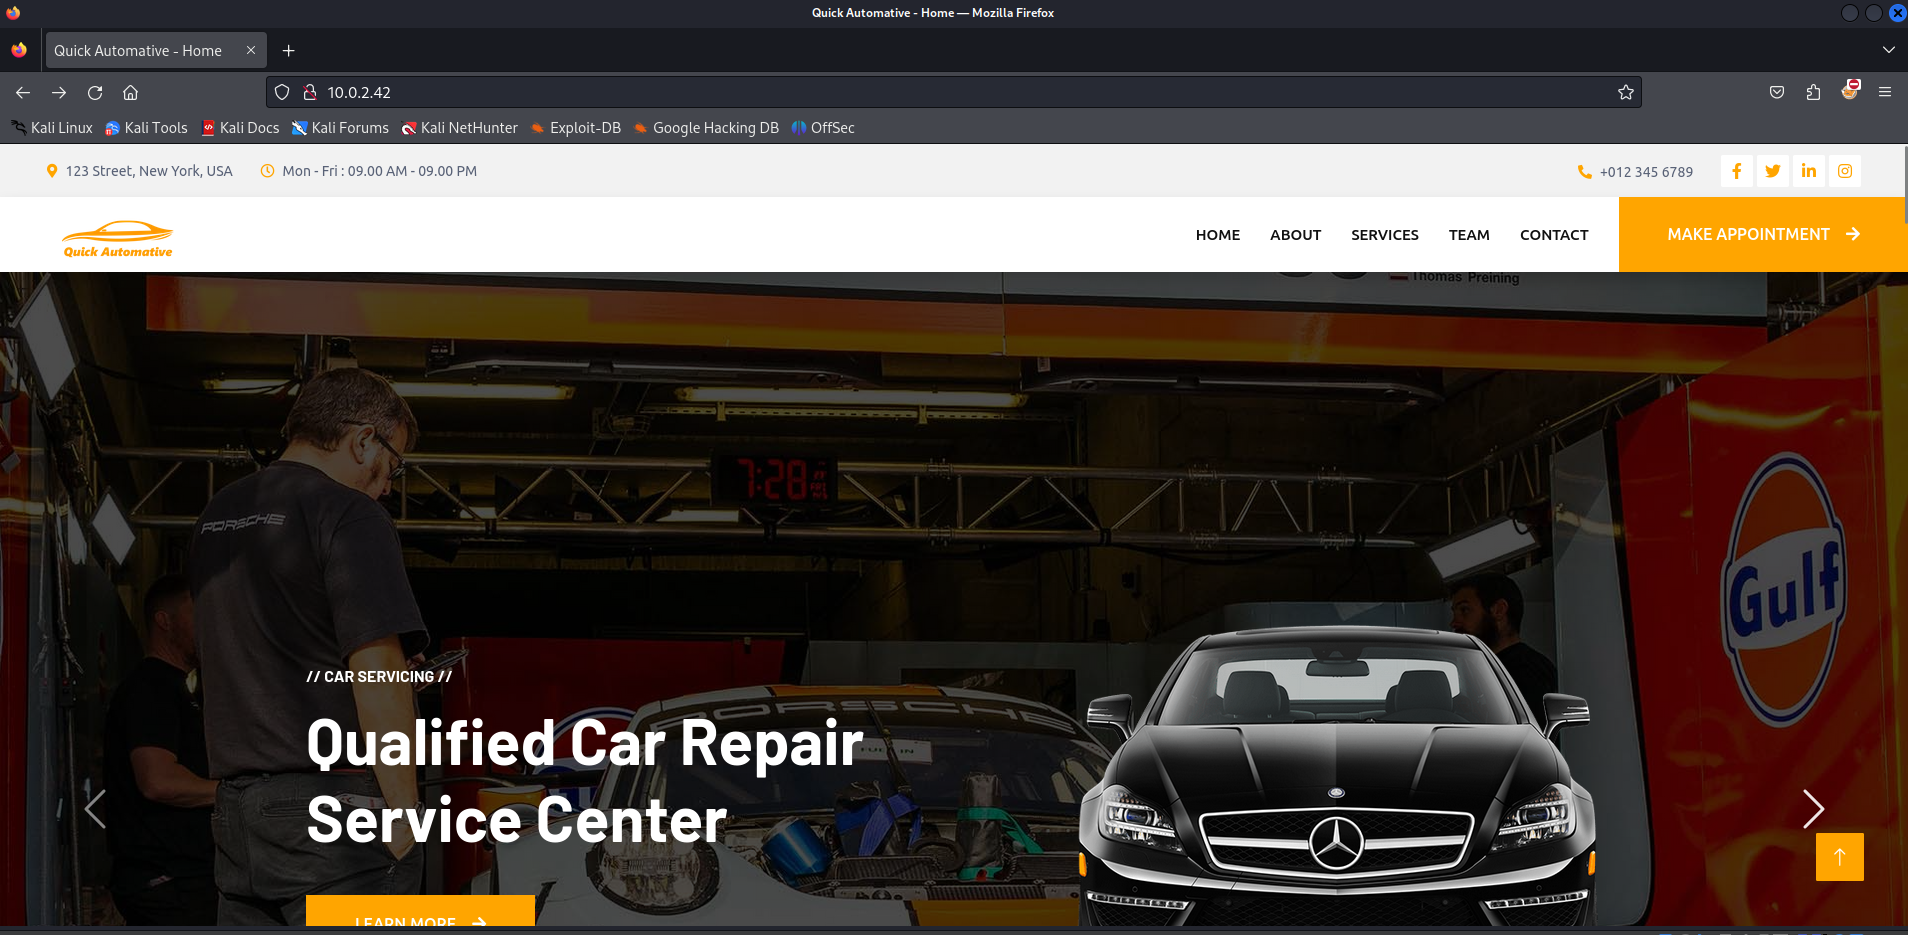 Quick Automative - Home — Mozilla Firefox
Quick Automative - Home
10.0.2.42
Kali Linux Kali Tools Kali Docs Kali Forums Kali NetHunter Exploit-DB Google Hacking DB OffSec
123 Street, New York, USA Mon - Fri : 09.00 AM - 09.00 PM +012 345 6789
Quick Automative
HOME ABOUT SERVICES TEAM CONTACT MAKE APPOINTMENT
Thomas Preining
7:28
PORSCHE
Gulf
// CAR SERVICING //
PORSCHE
Qualified Car Repair
FUEL IN
Service Center
LEARN MORE